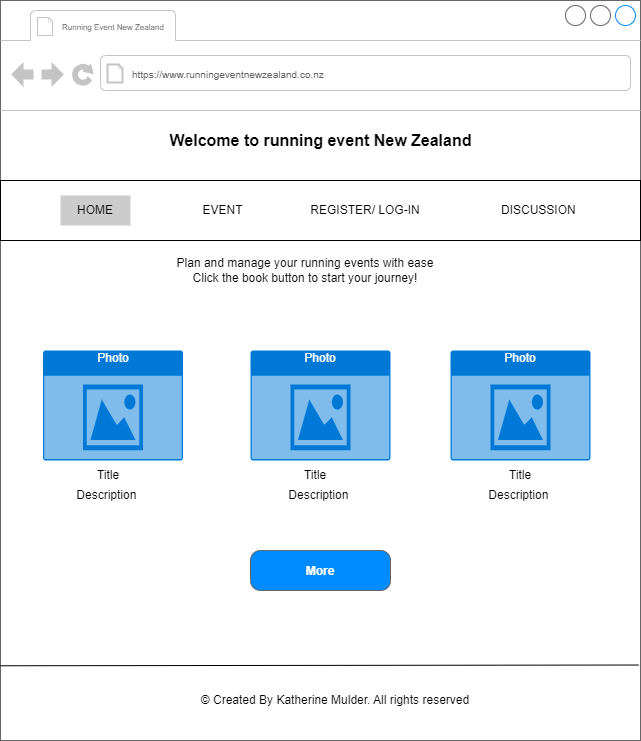 Running Event New Zealand
https://www.runningeventnewzealand.co.nz
Welcome to running event New Zealand
HOME EVENT REGISTER/ LOG-IN DISCUSSION
Plan and manage your running events with ease
Click the book button to start your journey!
Photo Photo Photo
Title Title Title
Description Description Description
More
© Created By Katherine Mulder. All rights reserved